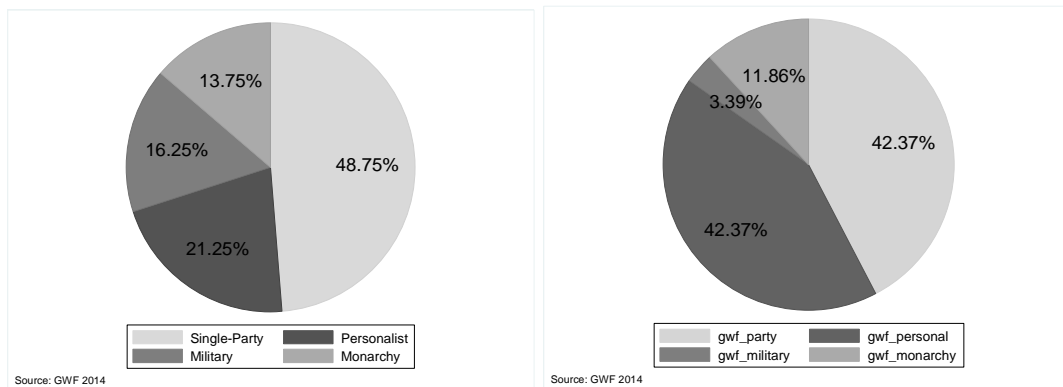 13.75%
16.25%
48.75%
21.25%
Single-Party Personalist
Military Monarchy
Source: GWF 2014
11.86%
3.39%
42.37%
42.37%
gwf_party gwf_personal
gwf_military gwf_monarchy
Source: GWF 2014